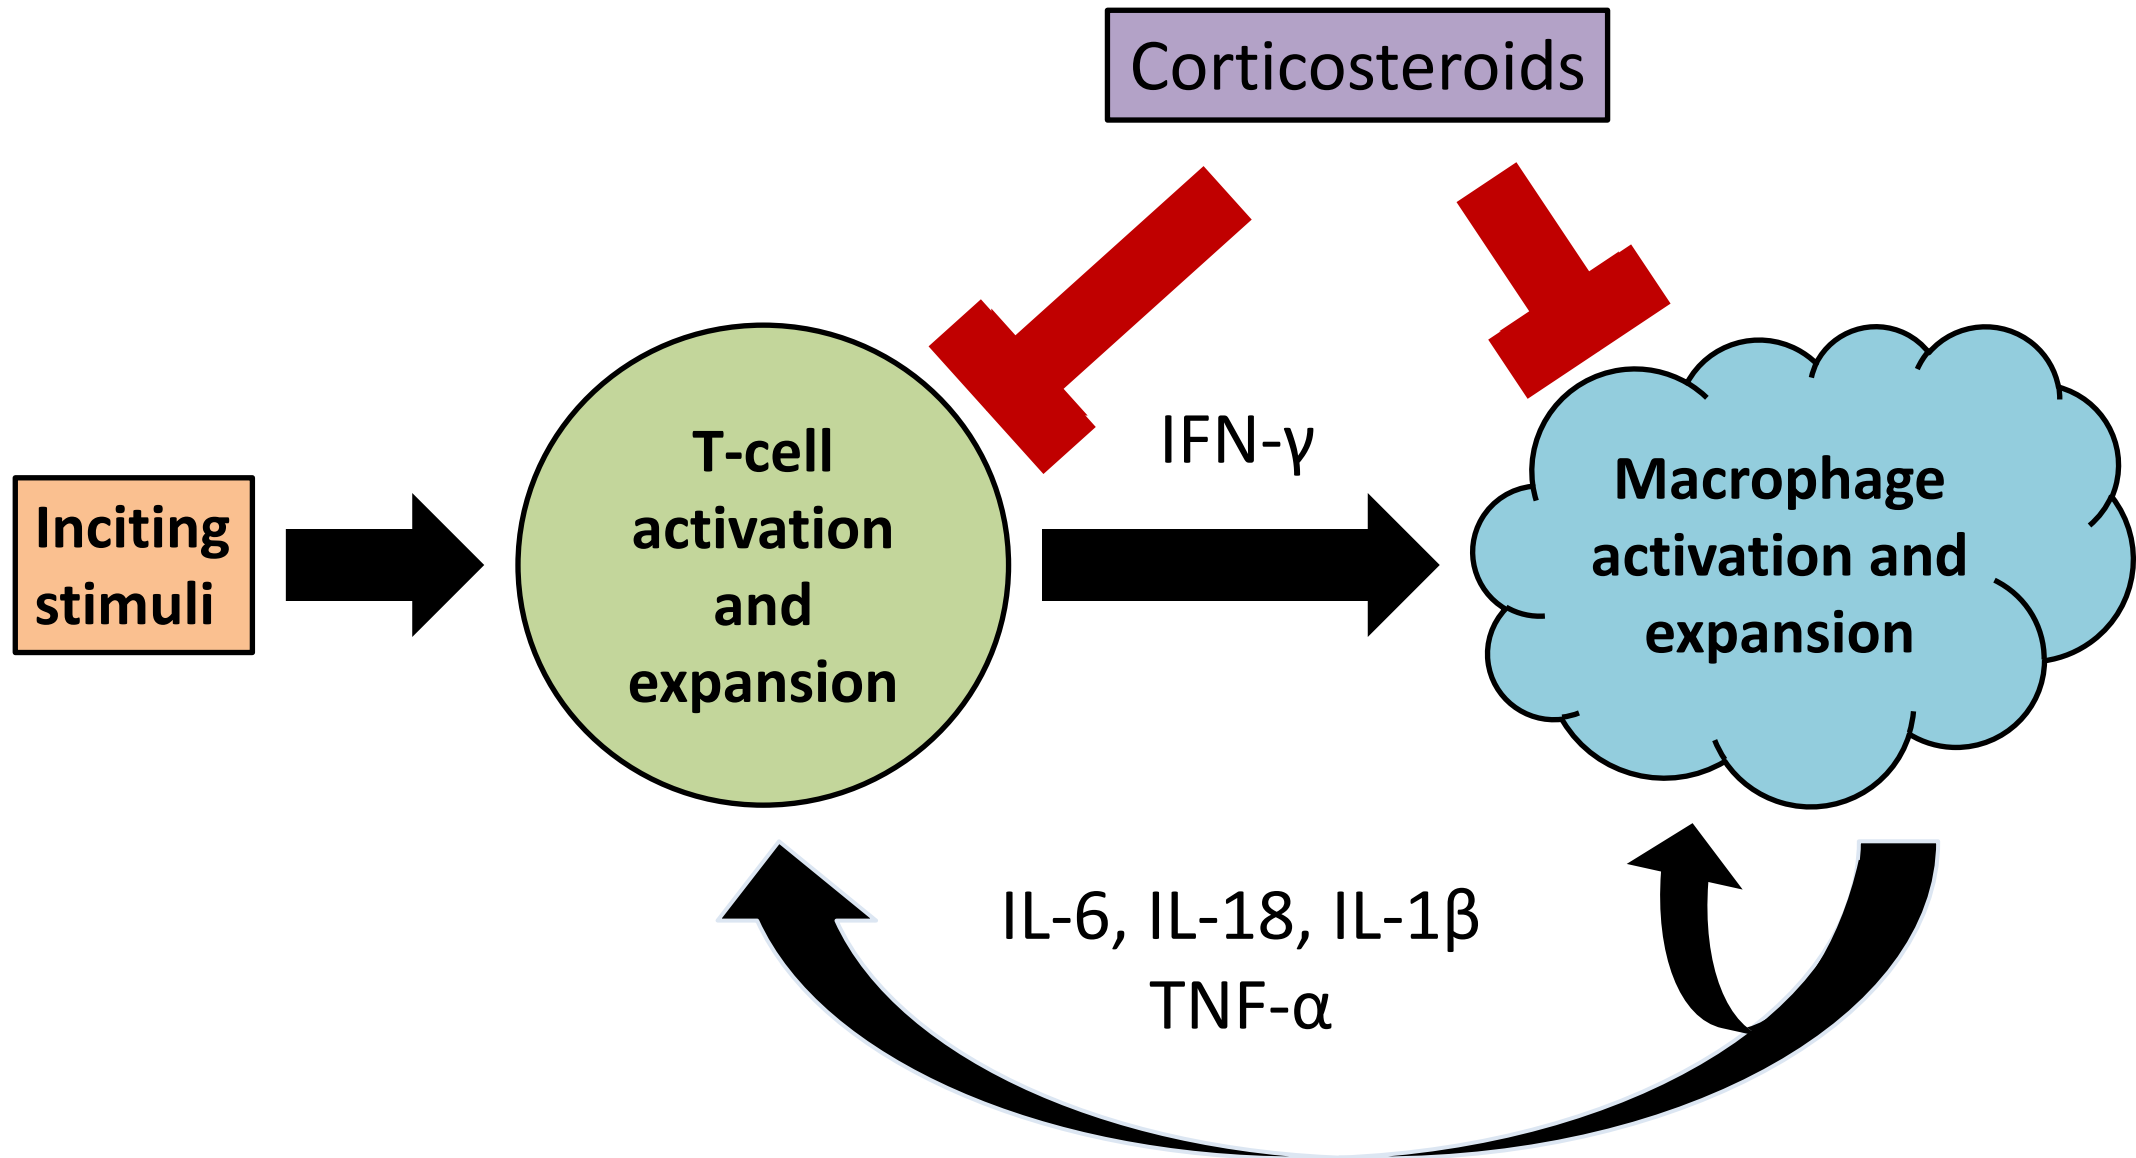 Corticosteroids
Inciting
stimuli
T-cell
activation
and
expansion
IFN-γ
Macrophage
activation and
expansion
IL-6, IL-18, IL-1β
TNF-α